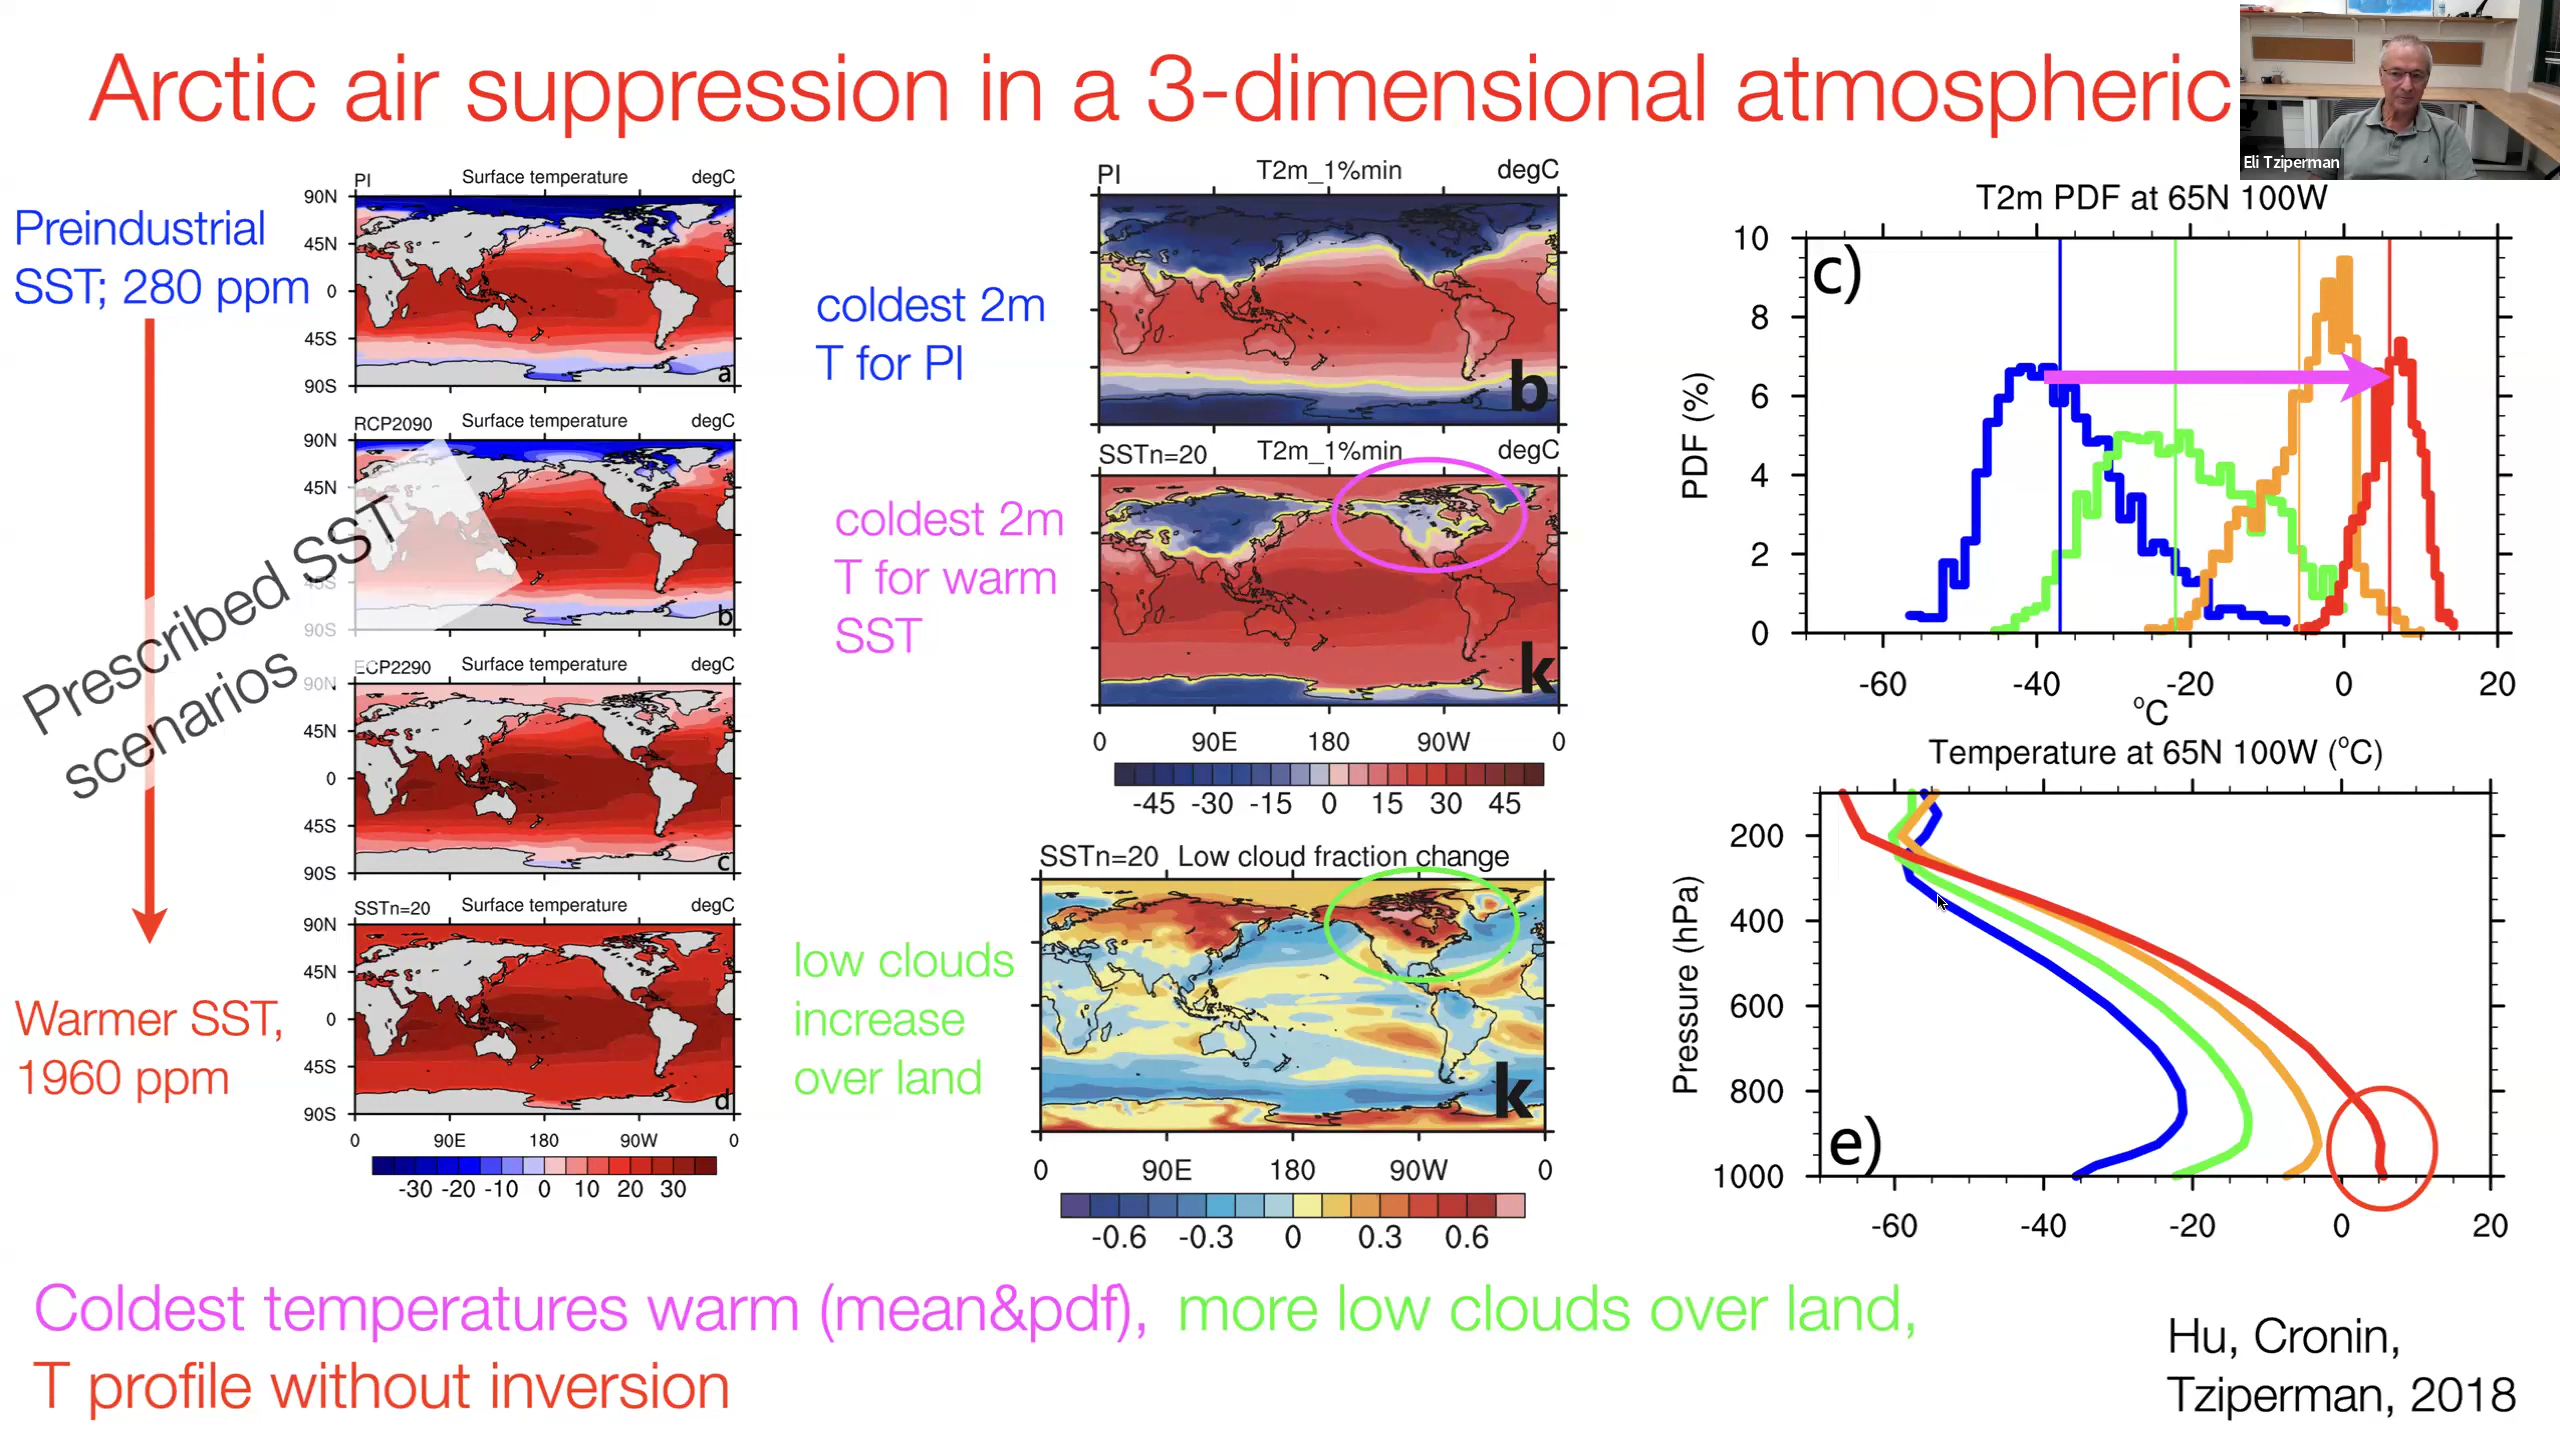 Arctic air suppression in a 3-dimensional atmospheric
Eli Tziperman
Preindustrial
SST; 280 ppm
Prescribed SST
scenarios
Warmer SST,
1960 ppm
PI Surface temperature degC
90N
45N
0
45S
90S
a
RCP2090 Surface temperature degC
90N
45N
45S
90S
b
ECP2290 Surface temperature degC
90N
45N
0
45S
90S
c
SSTn=20 Surface temperature degC
90N
45N
0
45S
90S
d
0 90E 180 90W 0
-30 -20 -10 0 10 20 30
coldest 2m
T for PI
coldest 2m
T for warm
SST
low clouds
increase
over land
PI T2m_1%min degC
b
SSTn=20 T2m_1%min degC
k
0 90E 180 90W 0
-45 -30 -15 0 15 30 45
SSTn=20 Low cloud fraction change
k
0 90E 180 90W 0
-0.6 -0.3 0 0.3 0.6
T2m PDF at 65N 100W
c)
PDF (%)
10
8
6
4
2
0
-60 -40 -20 0 20
°C
Temperature at 65N 100W (°C)
e)
Pressure (hPa)
200
400
600
800
1000
-60 -40 -20 0 20
Coldest temperatures warm (mean&pdf), more low clouds over land,
T profile without inversion
Hu, Cronin,
Tziperman, 2018